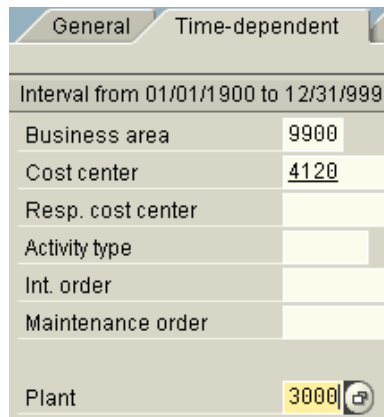 General Time-dependent
Interval from 01/01/1900 to 12/31/999
Business area 9900
Cost center 4120
Resp. cost center
Activity type
Int. order
Maintenance order
Plant 3000